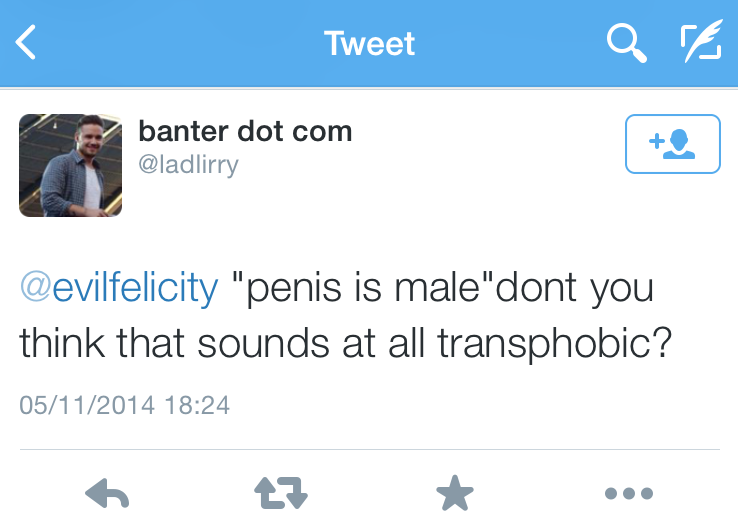 Tweet
banter dot com
@ladlirry
@evilfelicity "penis is male"dont you
think that sounds at all transphobic?
05/11/2014 18:24